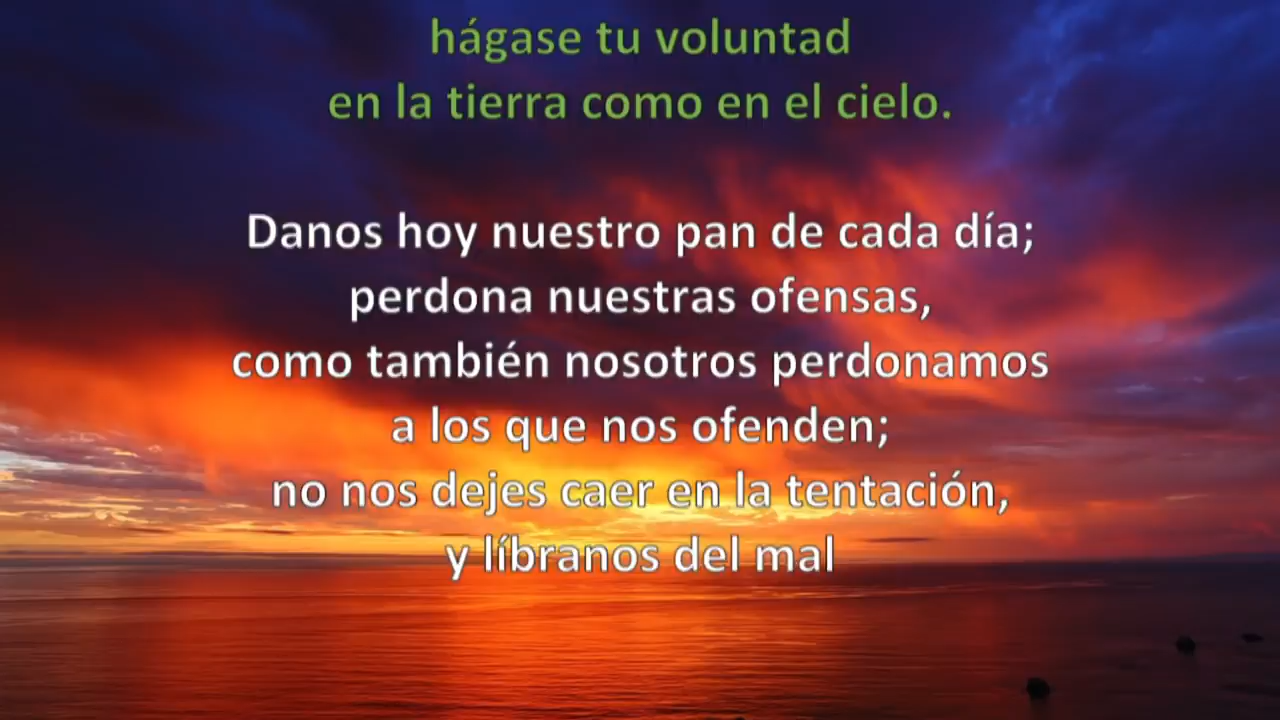 hágase tu voluntad
en la tierra como en el cielo.
Danos hoy nuestro pan de cada día;
perdona nuestras ofensas,
como también nosotros perdonamos
a los que nos ofenden;
no nos dejes caer en la tentación,
y líbranos del mal